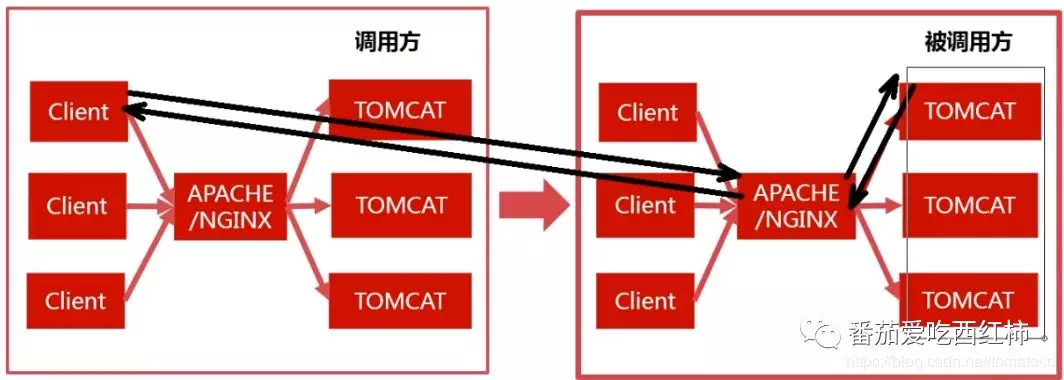 调用方
Client
Client
Client
APACHE
/NGINX
TOMCAT
TOMCAT
TOMCAT
被调用方
Client
Client
Client
APACHE
/NGINX
TOMCAT
TOMCAT
TOMCAT
番茄爱吃西红柿
https://blog.csdn.net/tomatocc